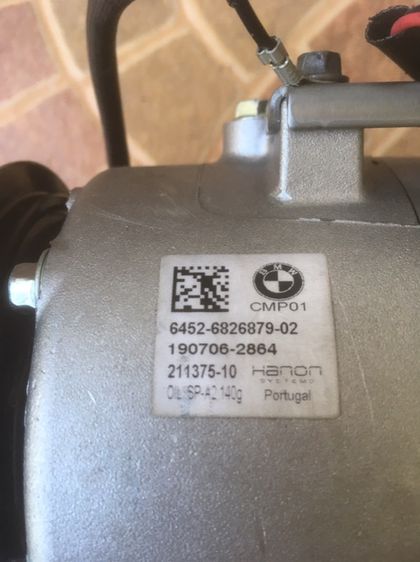 BMW
CMP01
6452-6826879-02
190706-2864
211375-10 Hanon
SYSTEMS
OIL:SP-A2 140g Portugal